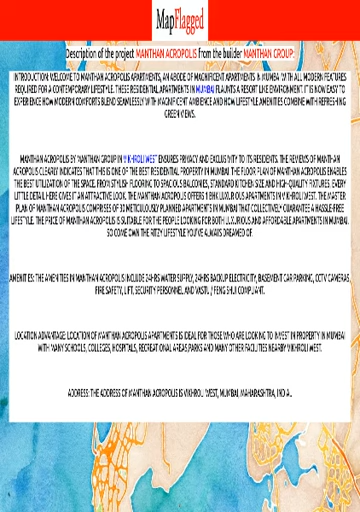 MapFlagged
Description of the project MANTHAN ACROPOLIS From the builder MANTHAN GROUP.
INTRODUCTION: WELCOME TO MANTHAN ACROPOLIS APARTMENTS, AN ABODE OF MAGNIFICENT APARTMENTS IN MUMBAI WITH ALL MODERN FEATURES
REQUIRED FOR A CONTEMPORARY LIFESTYLE. THESE RESIDENTIAL APARTMENTS IN MUMBAI FLAUNTS A RESORT LIKE ENVIRONMENT. IT IS NOW EASY TO
EXPERIENCE HOW MODERN COMFORTS BLEND SEAMLESSLY WITH MAGNIFICENT AMBIENCE AND HOW LIFESTYLE AMENITIES COMBINE WITH REFRESHING
GREEN VIEWS.
MANTHAN ACROPOLIS BY MANTHAN GROUP IN VIKHROLI WEST ENSURES PRIVACY AND EXCLUSIVITY TO ITS RESIDENTS. THE REVIEWS OF MANTHAN
ACROPOLIS CLEARLY INDICATES THAT THIS IS ONE OF THE BEST RESIDENTIAL PROPERTY IN MUMBAI. THE FLOOR PLAN OF MANTHAN ACROPOLIS ENABLES
THE BEST UTILIZATION OF THE SPACE. FROM STYLISH FLOORING TO SPACIOUS BALCONIES, STANDARD KITCHEN SIZE AND HIGH-QUALITY FIXTURES, EVERY
LITTLE DETAIL HERE GIVES IT AN ATTRACTIVE LOOK. THE MANTHAN ACROPOLIS OFFERS 1 BHK LUXURIOUS APARTMENTS IN VIKHROLI WEST. THE MASTER
PLAN OF MANTHAN ACROPOLIS COMPRISES OF 32 METICULOUSLY PLANNED APARTMENTS IN MUMBAI THAT COLLECTIVELY GUARANTEE A HASSLE-FREE
LIFESTYLE. THE PRICE OF MANTHAN ACROPOLIS IS SUITABLE FOR THE PEOPLE LOOKING FOR BOTH LUXURIOUS AND AFFORDABLE APARTMENTS IN MUMBAI.
SO COME OWN THE RITZY LIFESTYLE YOU'VE ALWAYS DREAMED OF.
AMENITIES: THE AMENITIES IN MANTHAN ACROPOLIS INCLUDE 24HRS WATER SUPPLY, 24HRS BACKUP ELECTRICITY, BASEMENT CAR PARKING, CCTV CAMERAS,
FIRE SAFETY, LIFT, SECURITY PERSONNEL AND VASTU / FENG SHUI COMPLIANT.
LOCATION ADVANTAGE: LOCATION OF MANTHAN ACROPOLIS APARTMENTS IS IDEAL FOR THOSE WHO ARE LOOKING TO INVEST IN PROPERTY IN MUMBAI
WITH MANY SCHOOLS, COLLEGES, HOSPITALS, RECREATIONAL AREAS,PARKS AND MANY OTHER FACILITIES NEARBY VIKHROLI WEST.
ADDRESS: THE ADDRESS OF MANTHAN ACROPOLIS IS VIKHROLI WEST, MUMBAI, MAHARASHTRA, INDIA.